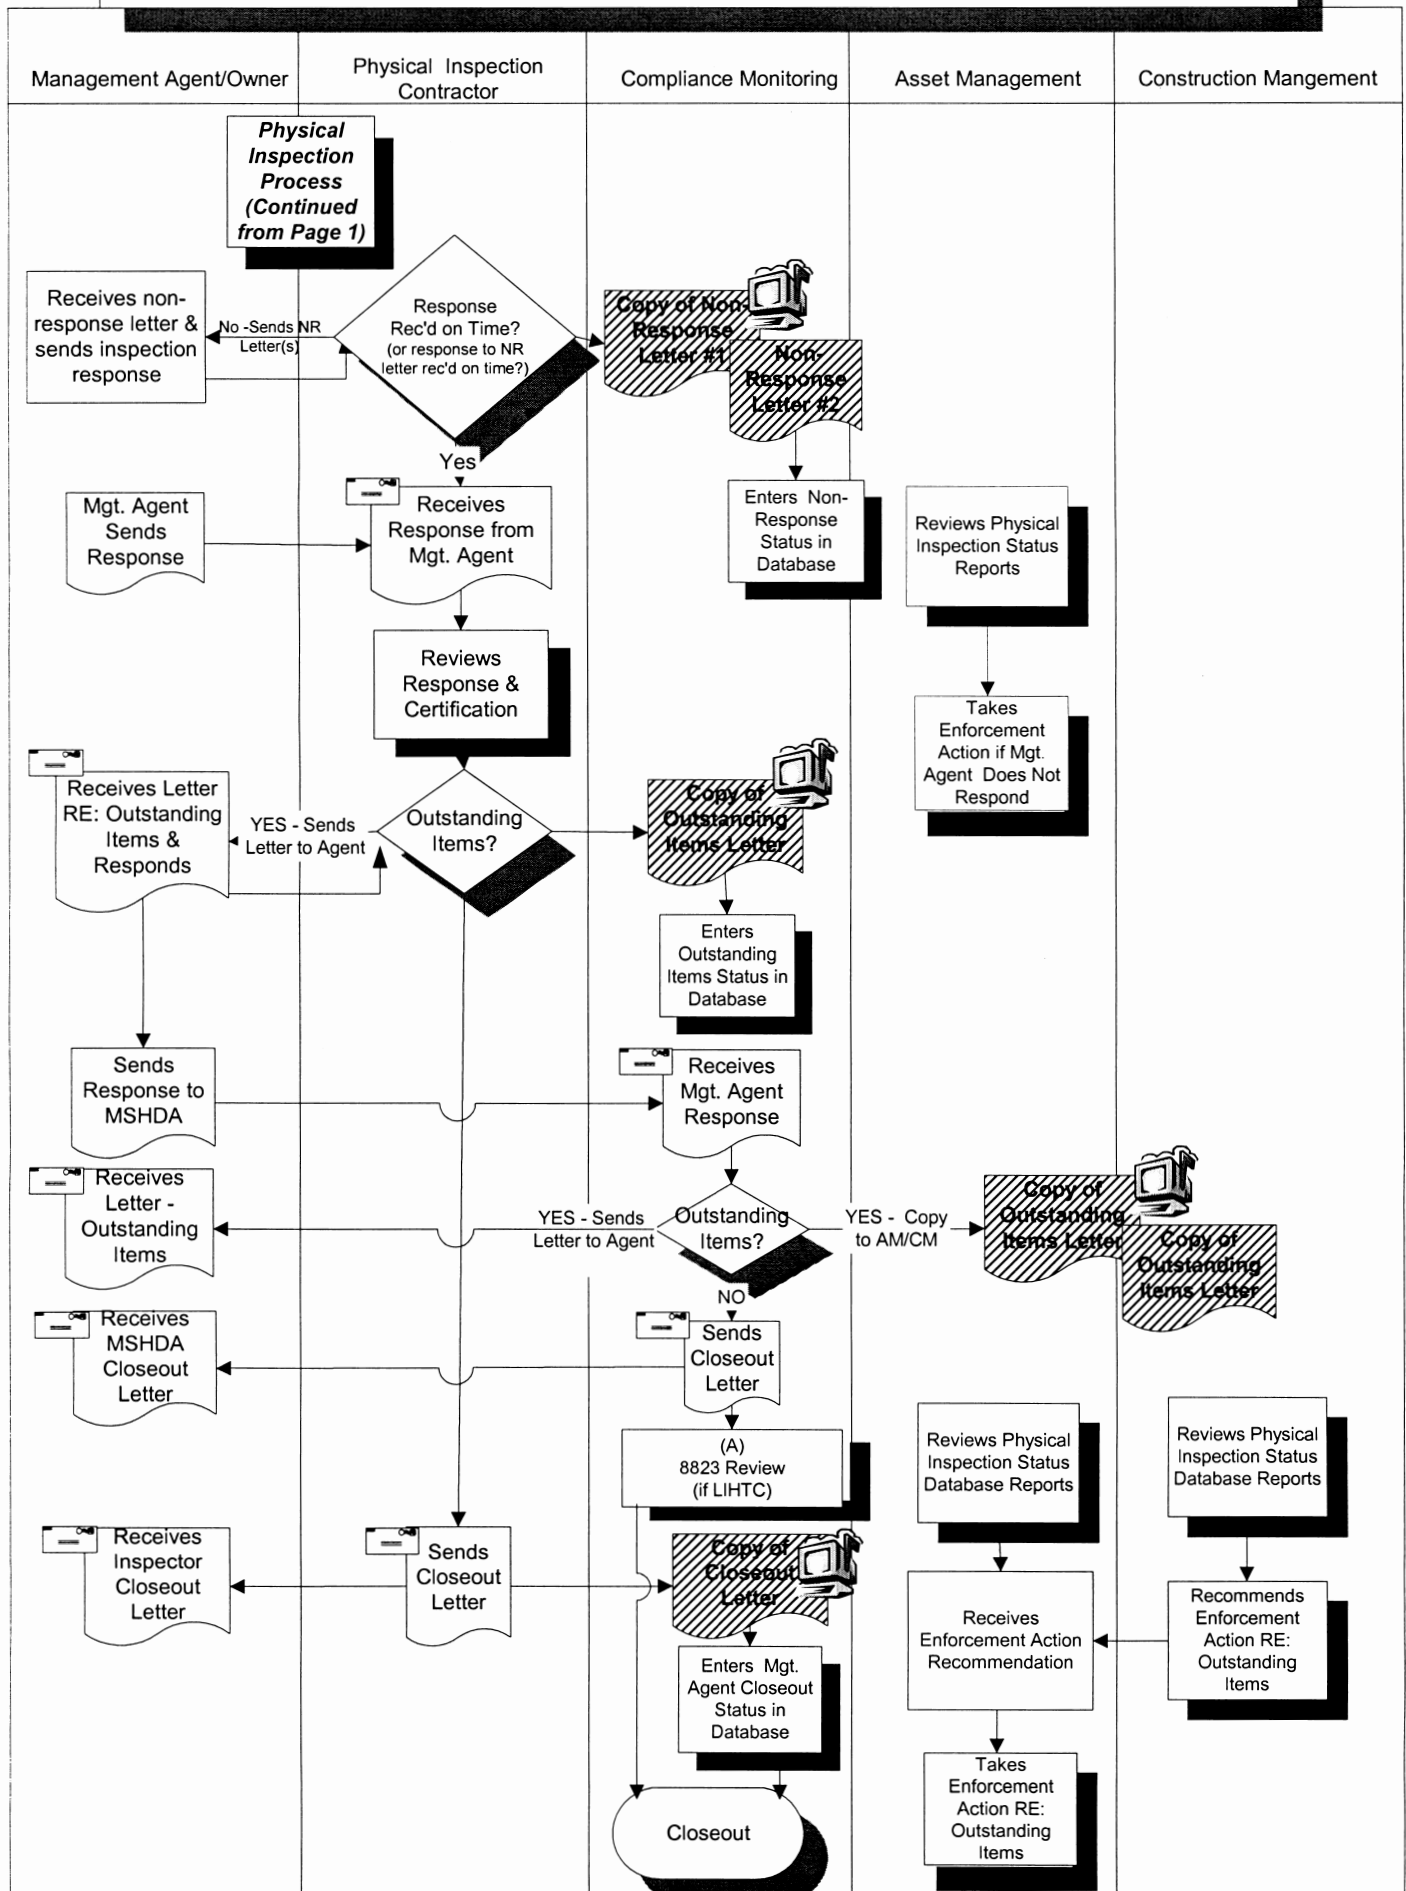 Management Agent/Owner
Physical Inspection
Contractor
Compliance Monitoring
Asset Management
Construction Mangement
Physical
Inspection
Process
(Continued
from Page 1)
Receives non-
response letter &
sends inspection
response
No -Sends NR
Letter(s)
Response
Rec'd on Time?
(or response to NR
letter rec'd on time?)
Copy of Non-
Response
Letter #1
Non-
Response
Letter #2
Yes
Mgt. Agent
Sends
Response
Receives
Response from
Mgt. Agent
Enters Non-
Response
Status in
Database
Reviews Physical
Inspection Status
Reports
Reviews
Response &
Certification
Takes
Enforcement
Action if Mgt.
Agent Does Not
Respond
Receives Letter
RE: Outstanding
Items &
Responds
YES - Sends
Letter to Agent
Outstanding
Items?
Copy of
Outstanding
Items Letter
Enters
Outstanding
Items Status in
Database
Sends
Response to
MSHDA
Receives
Mgt. Agent
Response
Receives
Letter -
Outstanding
Items
YES - Sends
Letter to Agent
Outstanding
Items?
YES - Copy
to AM/CM
Copy of
Outstanding
Items Letter
Copy of
Outstanding
Items Letter
NO
Receives
MSHDA
Closeout
Letter
Sends
Closeout
Letter
(A)
8823 Review
(if LIHTC)
Reviews Physical
Inspection Status
Database Reports
Reviews Physical
Inspection Status
Database Reports
Receives
Inspector
Closeout
Letter
Sends
Closeout
Letter
Copy of
Closeout
Letter
Receives
Enforcement Action
Recommendation
Recommends
Enforcement
Action RE:
Outstanding
Items
Enters Mgt.
Agent Closeout
Status in
Database
Takes
Enforcement
Action RE:
Outstanding
Items
Closeout